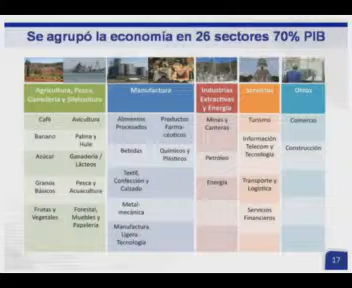 Se agrupó la economía en 26 sectores 70% PIB
Agricultura, Pesca,
Ganadería y Silvicultura
Manufactura
Industrias
Extractivas
y Energía
Servicios
Otros
Café
Avicultura
Alimentos
Procesados
Productos
Farma-
céuticos
Minas y
Canteras
Turismo
Comercio
Banano
Palma y
Hule
Bebidas
Químicos y
Plásticos
Información
Telecom y
Tecnología
Construcción
Azúcar
Ganadería /
Lácteos
Petróleo
Textil,
Confección y
Calzado
Granos
Básicos
Pesca y
Acuacultura
Energía
Transporte y
Logística
Metal-
mecánica
Frutas y
Vegetales
Forestal,
Muebles y
Papelería
Servicios
Financieros
Manufactura
Ligera
Tecnología
17